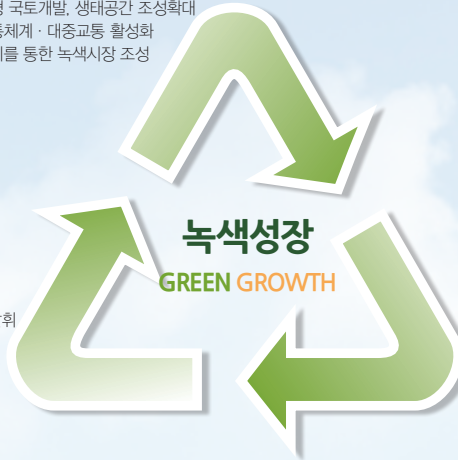 국토개발, 생태공간 조성확대
통체계 · 대중교통 활성화
를 통한 녹색시장 조성
녹색성장
GREEN GROWTH
휘